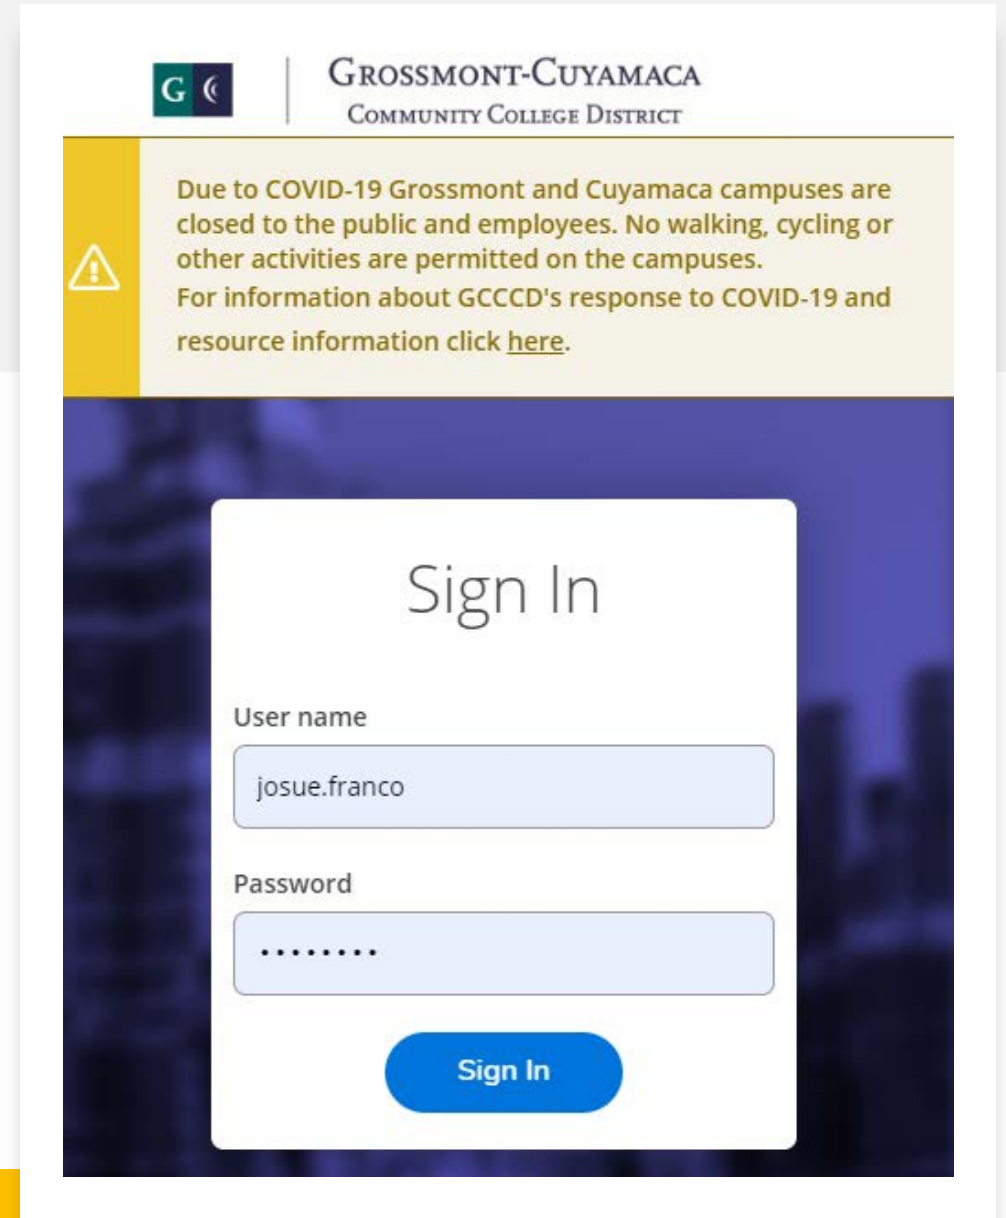 G
GROSSMONT-CUYAMACA
COMMUNITY COLLEGE DISTRICT
Due to COVID-19 Grossmont and Cuyamaca campuses are
closed to the public and employees. No walking, cycling or
other activities are permitted on the campuses.
For information about GCCCD's response to COVID-19 and
resource information click here.
Sign In
User name
josue.franco
Password
••••••••
Sign In